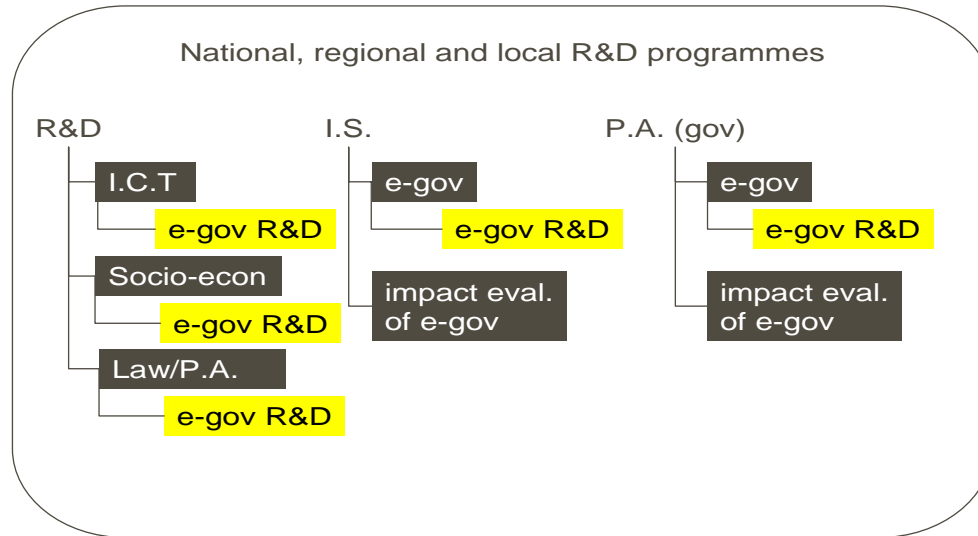 National, regional and local R&D programmes
R&D
I.C.T
e-gov R&D
Socio-econ
e-gov R&D
Law/P.A.
e-gov R&D
I.S.
e-gov
e-gov R&D
impact eval.
of e-gov
P.A. (gov)
e-gov
e-gov R&D
impact eval.
of e-gov